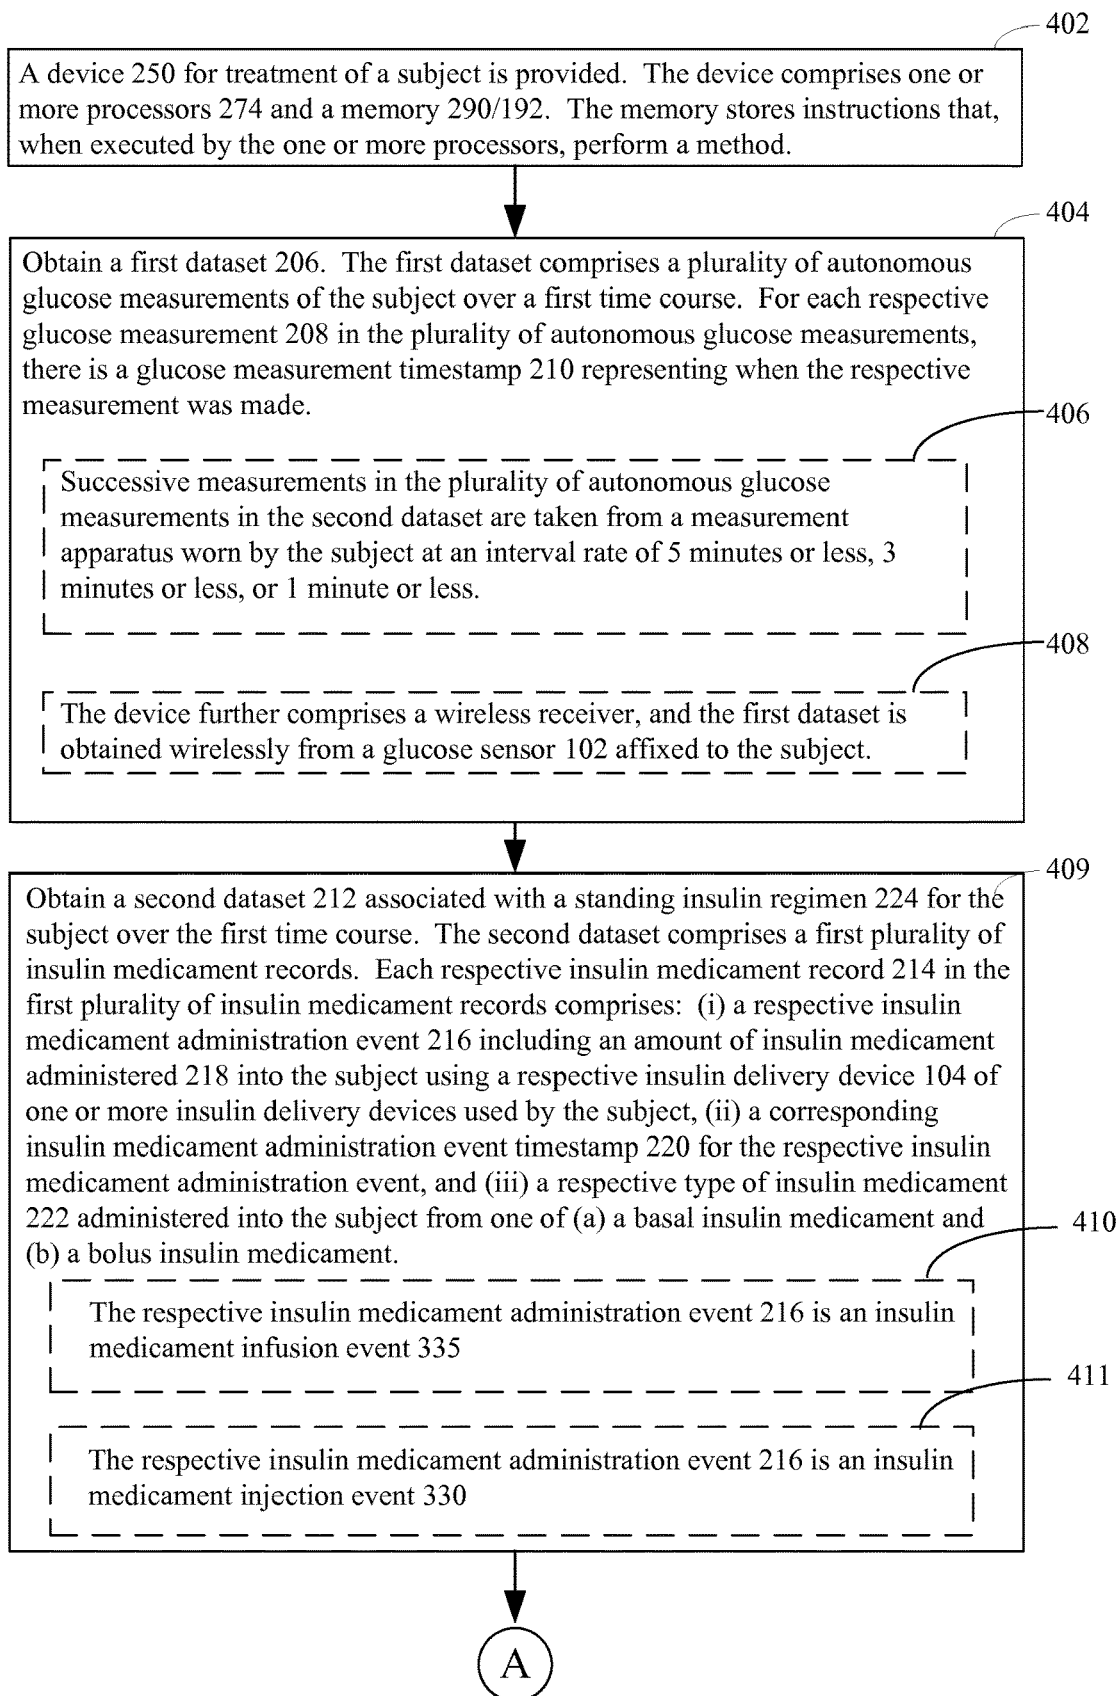 402
A device 250 for treatment of a subject is provided. The device comprises one or
more processors 274 and a memory 290/192. The memory stores instructions that,
when executed by the one or more processors, perform a method.
404
Obtain a first dataset 206. The first dataset comprises a plurality of autonomous
glucose measurements of the subject over a first time course. For each respective
glucose measurement 208 in the plurality of autonomous glucose measurements,
there is a glucose measurement timestamp 210 representing when the respective
measurement was made.
406
Successive measurements in the plurality of autonomous glucose
measurements in the second dataset are taken from a measurement
apparatus worn by the subject at an interval rate of 5 minutes or less, 3
minutes or less, or 1 minute or less.
408
The device further comprises a wireless receiver, and the first dataset is
obtained wirelessly from a glucose sensor 102 affixed to the subject.
409
Obtain a second dataset 212 associated with a standing insulin regimen 224 for the
subject over the first time course. The second dataset comprises a first plurality of
insulin medicament records. Each respective insulin medicament record 214 in the
first plurality of insulin medicament records comprises: (i) a respective insulin
medicament administration event 216 including an amount of insulin medicament
administered 218 into the subject using a respective insulin delivery device 104 of
one or more insulin delivery devices used by the subject, (ii) a corresponding
insulin medicament administration event timestamp 220 for the respective insulin
medicament administration event, and (iii) a respective type of insulin medicament
222 administered into the subject from one of (a) a basal insulin medicament and
(b) a bolus insulin medicament.
410
The respective insulin medicament administration event 216 is an insulin
medicament infusion event 335
411
The respective insulin medicament administration event 216 is an insulin
medicament injection event 330
A